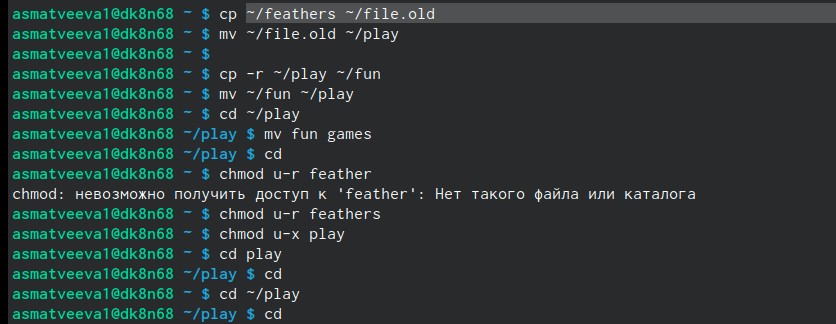 asmatveeva1@dk8n68 ~ $ cp ~/feathers ~/file.old
asmatveeva1@dk8n68 ~ $ mv ~/file.old ~/play
asmatveeva1@dk8n68 ~ $
asmatveeva1@dk8n68 ~ $ cp -r ~/play ~/fun
asmatveeva1@dk8n68 ~ $ mv ~/fun ~/play
asmatveeva1@dk8n68 ~ $ cd ~/play
asmatveeva1@dk8n68 ~/play $ mv fun games
asmatveeva1@dk8n68 ~/play $ cd
asmatveeva1@dk8n68 ~ $ chmod u-r feather
chmod: невозможно получить доступ к 'feather': Нет такого файла или каталога
asmatveeva1@dk8n68 ~ $ chmod u-r feathers
asmatveeva1@dk8n68 ~ $ chmod u-x play
asmatveeva1@dk8n68 ~ $ cd play
asmatveeva1@dk8n68 ~/play $ cd
asmatveeva1@dk8n68 ~ $ cd ~/play
asmatveeva1@dk8n68 ~/play $ cd